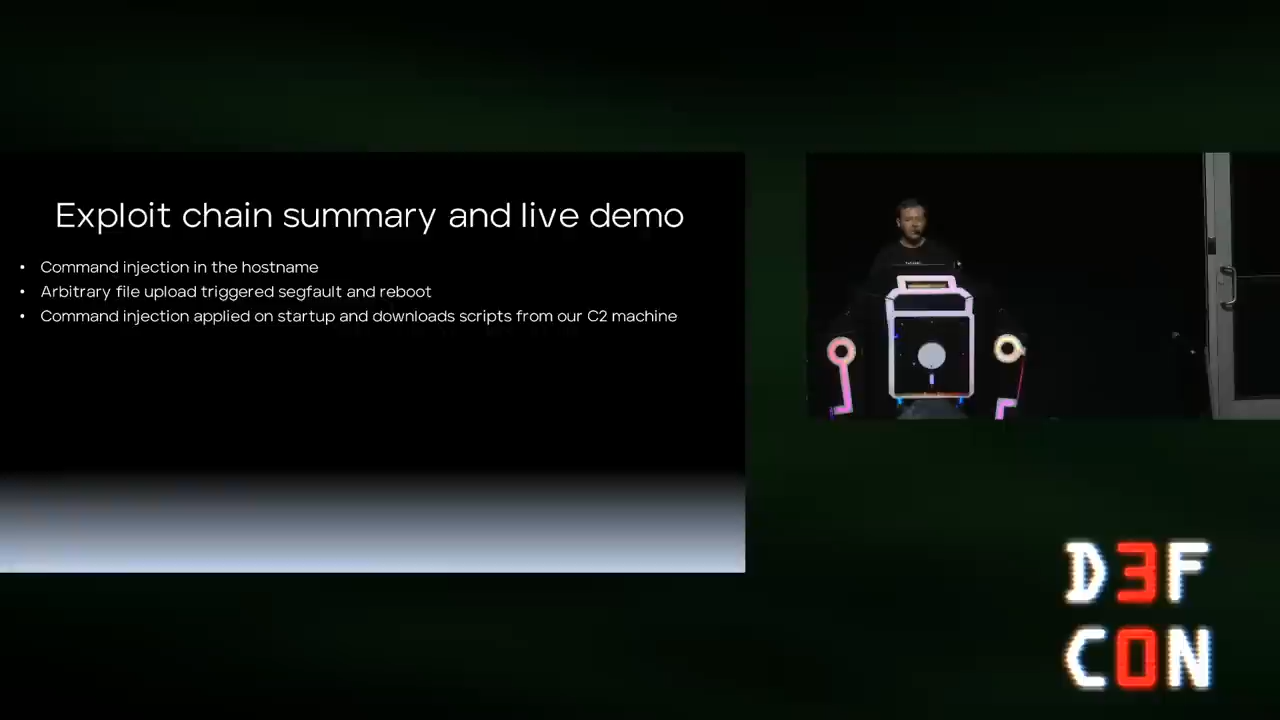 Exploit chain summary and live demo
• Command injection in the hostname
• Arbitrary file upload triggered segfault and reboot
• Command injection applied on startup and downloads scripts from our C2 machine
D3F
C0N